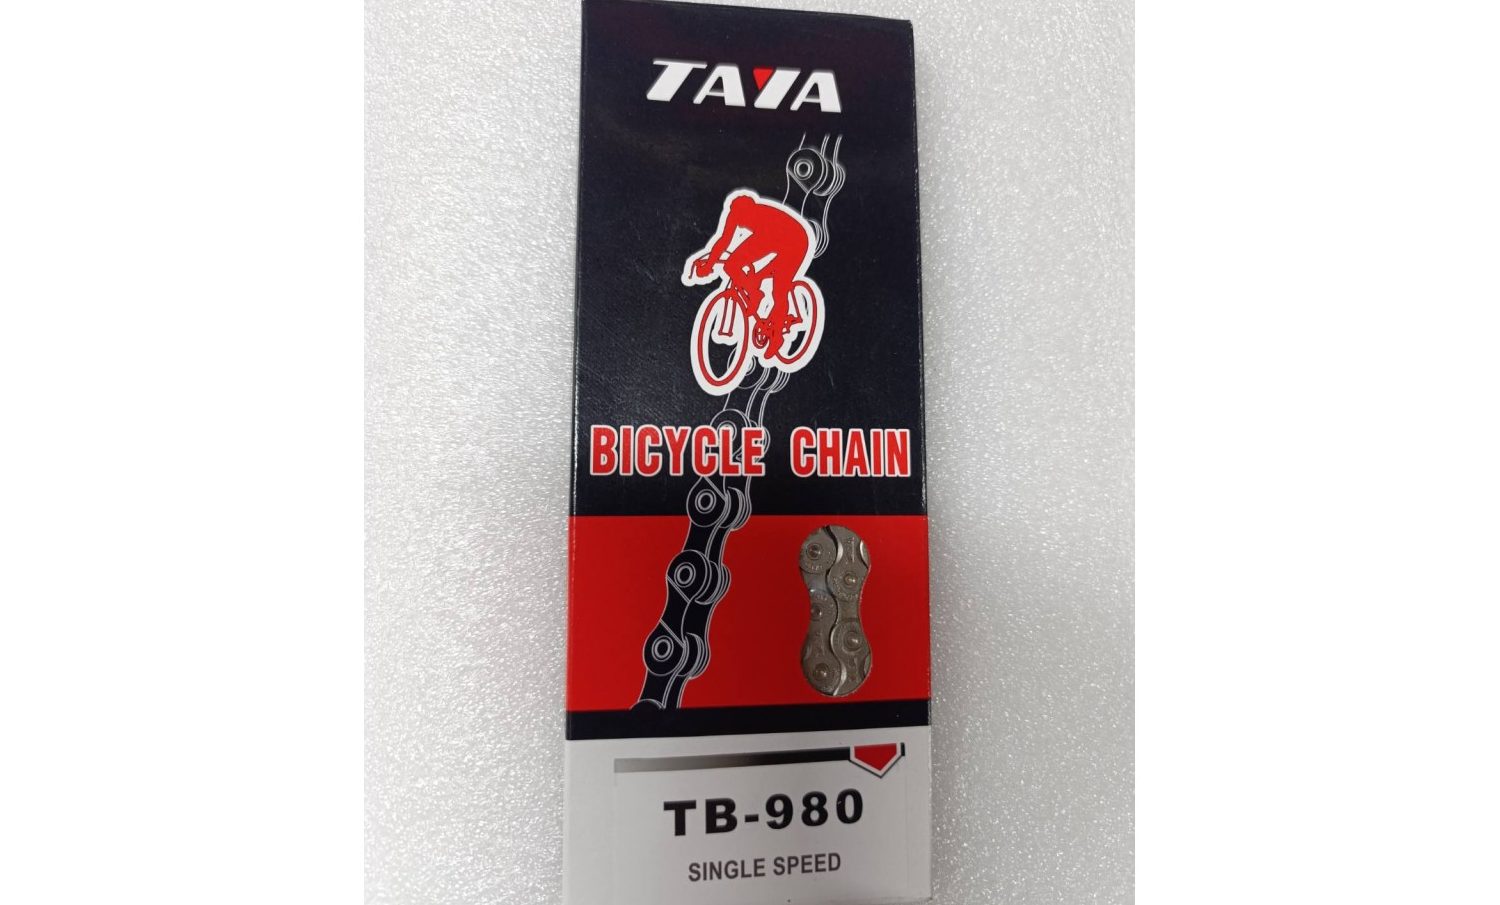 TAYA
BICYCLE CHAIN
TB-980
SINGLE SPEED